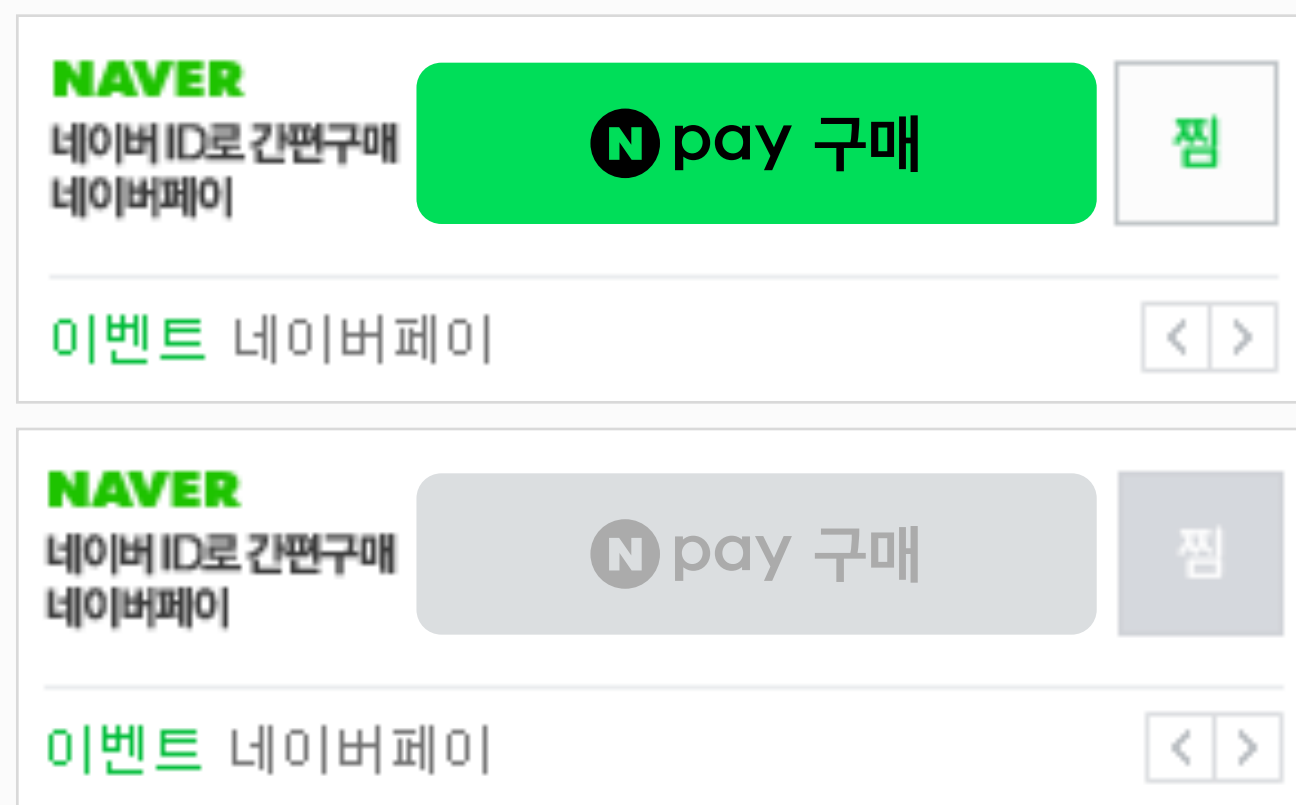 NAVER
네이버 ID로 간편구매
네이버페이
N pay 구매
찜
이벤트 네이버페이
NAVER
네이버 ID로 간편구매
네이버페이
N pay 구매
찜
이벤트 네이버페이